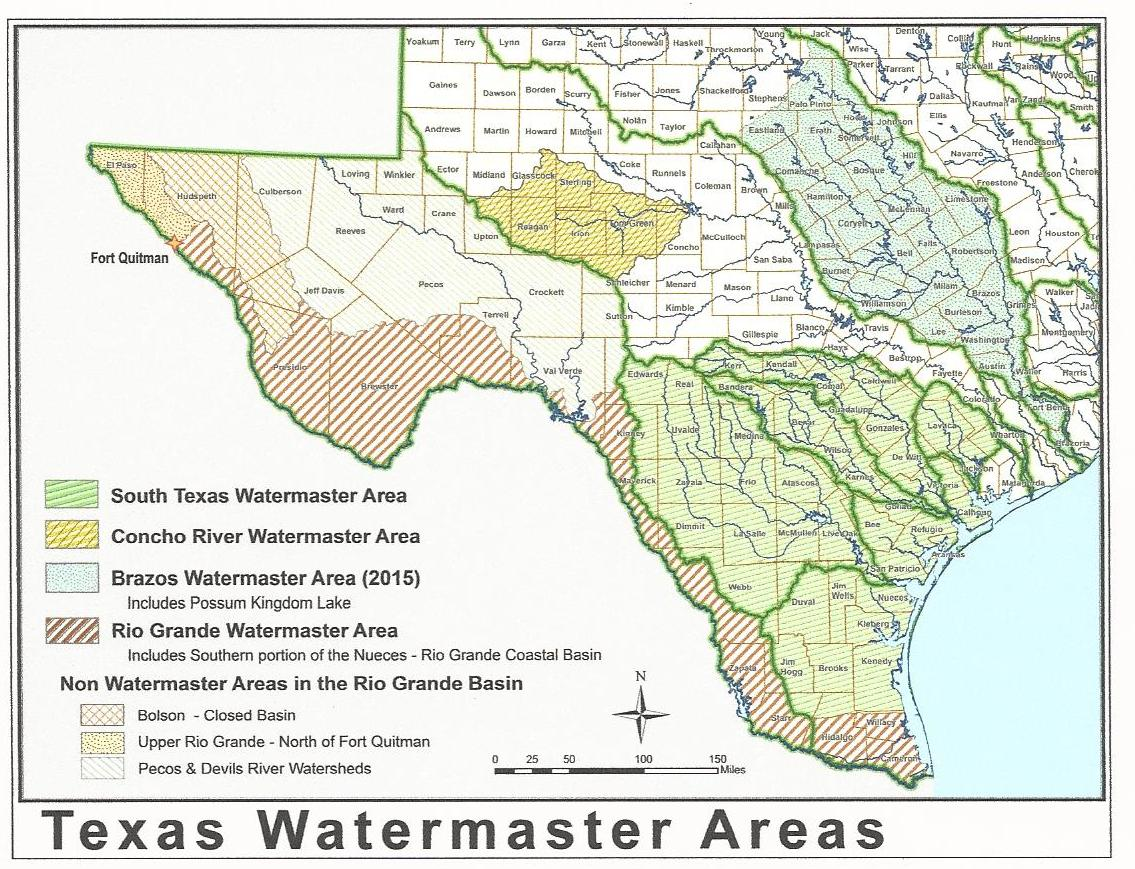 Yoakum Terry Lynn Garza Kent Stonewall Haskell Throckmorton Young Jack Wise Denton Collin Hunt Hopkins
Gaines Dawson Borden Scurry Fisher Jones Shackelford Stephens Palo Pinto Parker Tarrant Dallas Rockwall Kaufman Rains Wood Van Zandt Smith
Andrews Martin Howard Mitchell Nolan Taylor Callahan Eastland Erath Hood Somervell Johnson Ellis Navarro Henderson
El Paso Hudspeth Culberson Loving Winkler Ector Midland Glasscock Sterling Coke Runnels Coleman Brown Comanche Bosque Hill Freestone Anderson
Ward Crane Upton Reagan Irion Tom Green Concho McCulloch Mills Hamilton McLennan Limestone
Reeves Coryell Falls Leon Houston
Fort Quitman
Jeff Davis Pecos Crockett Schleicher Menard San Saba Lampasas Bell Robertson Madison
Terrell Sutton Kimble Mason Llano Burnet Williamson Milam Brazos Grimes Walker
Gillespie Blanco Travis Burleson Lee Washington Montgomery
Presidio Brewster Val Verde Edwards Real Kerr Kendall Hays Bastrop Fayette Austin Waller Harris
Bandera Comal Caldwell Colorado Fort Bend
Kinney Uvalde Medina Bexar Guadalupe Gonzales Lavaca Wharton Brazoria
Maverick Zavala Frio Atascosa Wilson Karnes De Witt Victoria Jackson Matagorda
Dimmit La Salle McMullen Live Oak Bee Goliad Refugio Calhoun
Aransas
Webb Duval Jim Wells San Patricio Nueces
Kleberg
Zapata Jim Hogg Brooks Kenedy
Starr Hidalgo Willacy
Cameron
South Texas Watermaster Area
Concho River Watermaster Area
Brazos Watermaster Area (2015)
Includes Possum Kingdom Lake
Rio Grande Watermaster Area
Includes Southern portion of the Nueces - Rio Grande Coastal Basin
Non Watermaster Areas in the Rio Grande Basin
Bolson - Closed Basin
Upper Rio Grande - North of Fort Quitman
Pecos & Devils River Watersheds
N
0 25 50 100 150
Miles
Texas Watermaster Areas